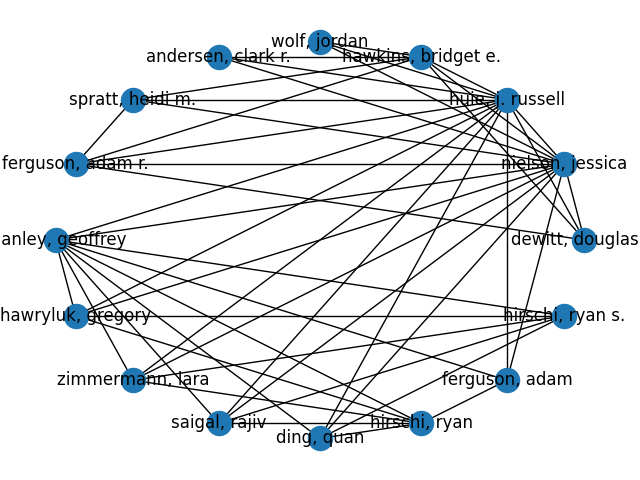 wolf, jordan
andersen, clark r.
hawkins, bridget e.
spratt, heidi m.
huie, j. russell
ferguson, adam r.
nielson, jessica
anley, geoffrey
dewitt, douglas
hawryluk, gregory
hirschi, ryan s.
zimmermann, lara
ferguson, adam
saigal, rajiv
hirschi, ryan
ding, quan